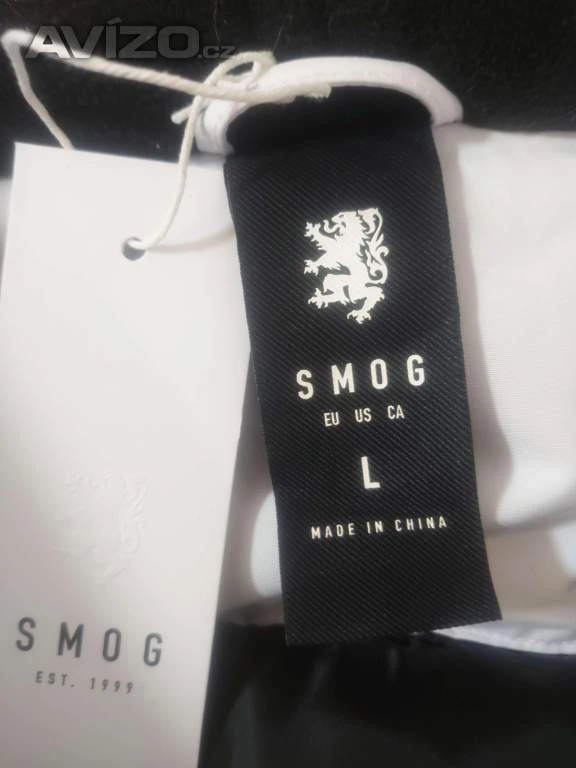 AVÍZO.cz
SMOG
EU US CA
L
MADE IN CHINA
SMOG
EST. 1999